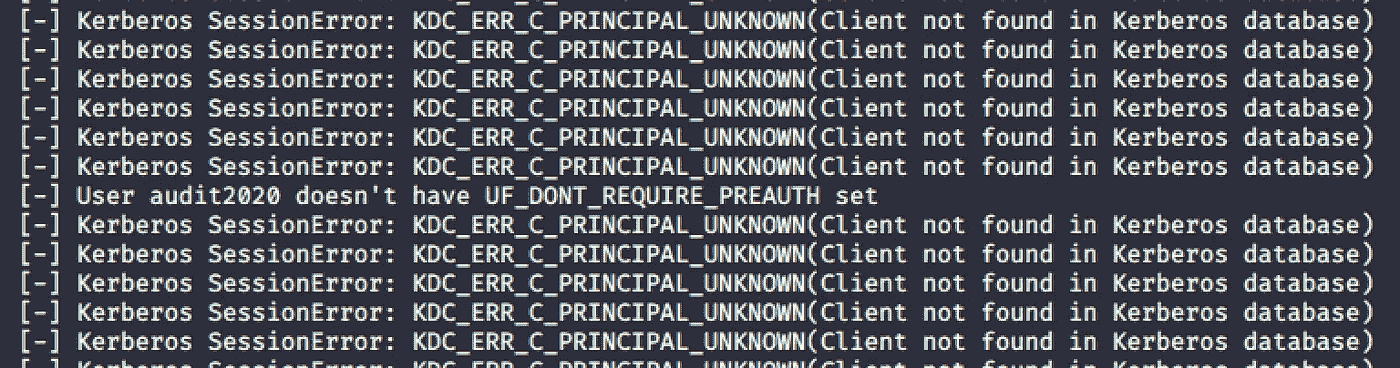 [-] Kerberos SessionError: KDC_ERR_C_PRINCIPAL_UNKNOWN(Client not found in Kerberos database)
[-] Kerberos SessionError: KDC_ERR_C_PRINCIPAL_UNKNOWN(Client not found in Kerberos database)
[-] Kerberos SessionError: KDC_ERR_C_PRINCIPAL_UNKNOWN(Client not found in Kerberos database)
[-] Kerberos SessionError: KDC_ERR_C_PRINCIPAL_UNKNOWN(Client not found in Kerberos database)
[-] Kerberos SessionError: KDC_ERR_C_PRINCIPAL_UNKNOWN(Client not found in Kerberos database)
[-] Kerberos SessionError: KDC_ERR_C_PRINCIPAL_UNKNOWN(Client not found in Kerberos database)
[-] User audit2020 doesn't have UF_DONT_REQUIRE_PREAUTH set
[-] Kerberos SessionError: KDC_ERR_C_PRINCIPAL_UNKNOWN(Client not found in Kerberos database)
[-] Kerberos SessionError: KDC_ERR_C_PRINCIPAL_UNKNOWN(Client not found in Kerberos database)
[-] Kerberos SessionError: KDC_ERR_C_PRINCIPAL_UNKNOWN(Client not found in Kerberos database)
[-] Kerberos SessionError: KDC_ERR_C_PRINCIPAL_UNKNOWN(Client not found in Kerberos database)
[-] Kerberos SessionError: KDC_ERR_C_PRINCIPAL_UNKNOWN(Client not found in Kerberos database)